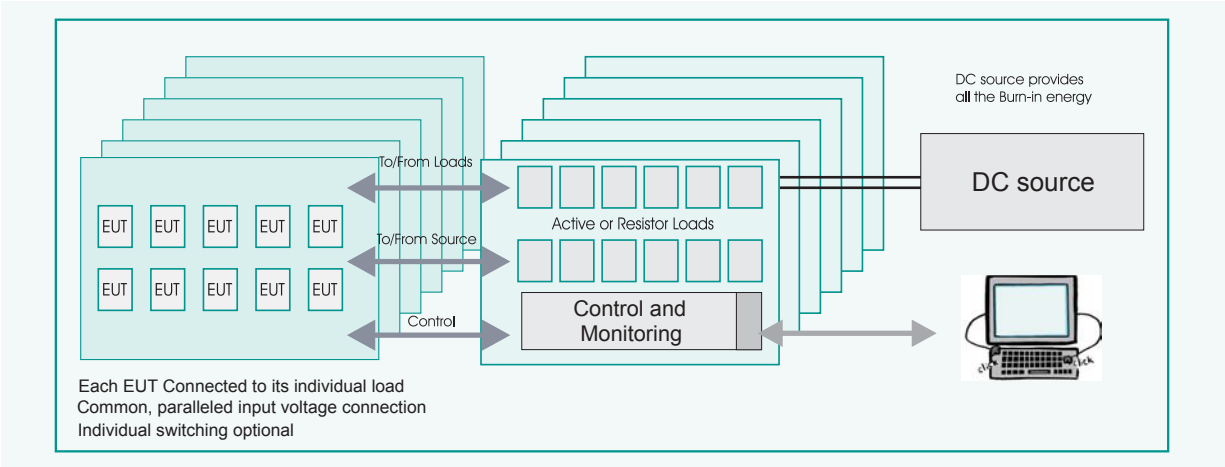 DC source provides
all the Burn-in energy
To/From Loads
DC source
EUT EUT EUT EUT EUT
Active or Resistor Loads
To/From Source
EUT EUT EUT EUT EUT
Control and
Monitoring
Control
click
click
Each EUT Connected to its individual load
Common, paralleled input voltage connection
Individual switching optional